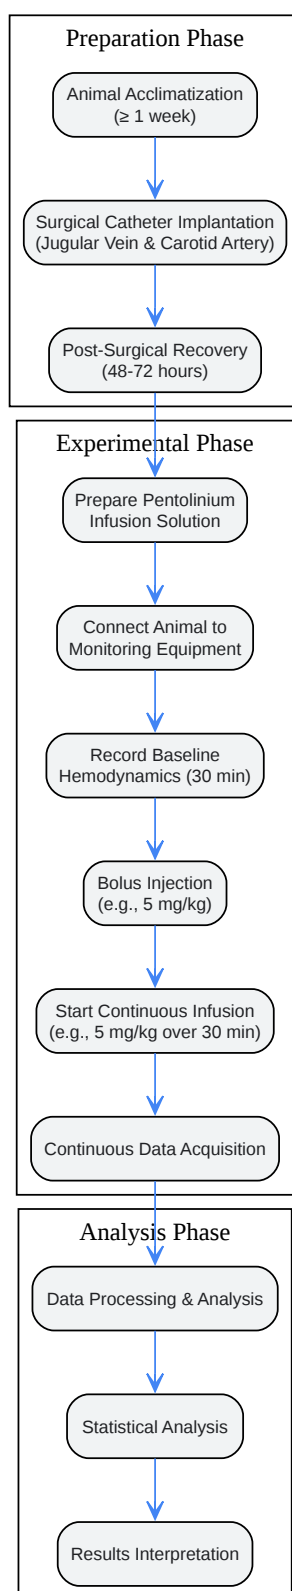 Preparation Phase
Animal Acclimatization
(≥ 1 week)
Surgical Catheter Implantation
(Jugular Vein & Carotid Artery)
Post-Surgical Recovery
(48-72 hours)
Experimental Phase
Prepare Pentolinium
Infusion Solution
Connect Animal to
Monitoring Equipment
Record Baseline
Hemodynamics (30 min)
Bolus Injection
(e.g., 5 mg/kg)
Start Continuous Infusion
(e.g., 5 mg/kg over 30 min)
Continuous Data Acquisition
Analysis Phase
Data Processing & Analysis
Statistical Analysis
Results Interpretation